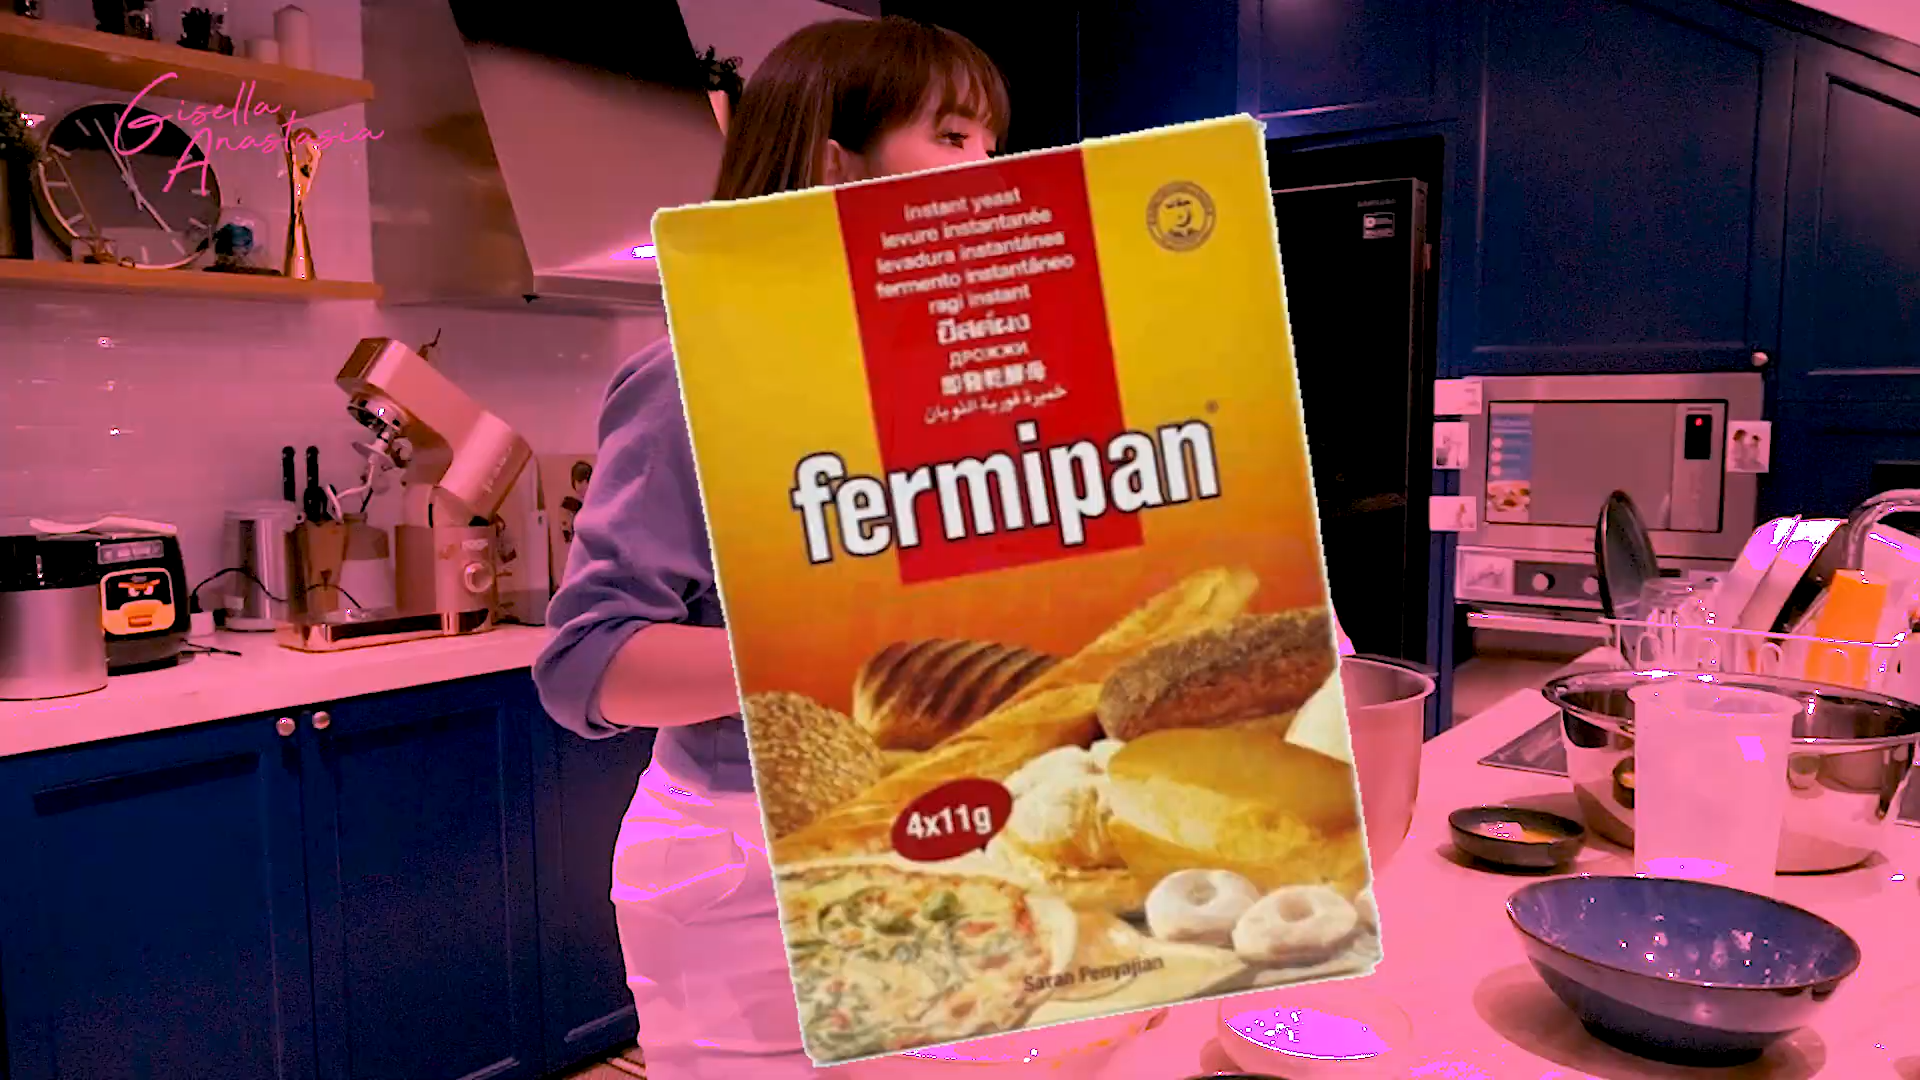 Gisella
Anastasia
instant yeast
levure instantanée
levadura instantánea
fermento instantáneo
ragi instant
ยีสต์ผง
дрожжи
即發乾酵母
خميرة فورية الذوبان
fermipan®
4x11g
Saran Penyajian
SAMSUNG